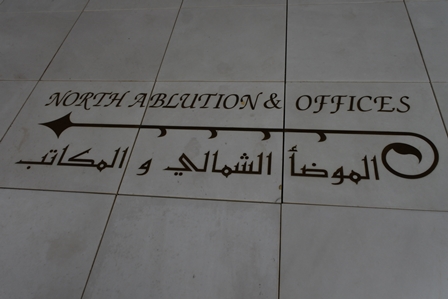 NORTH ABLUTION & OFFICES
الموضأ الشمالي و المكاتب